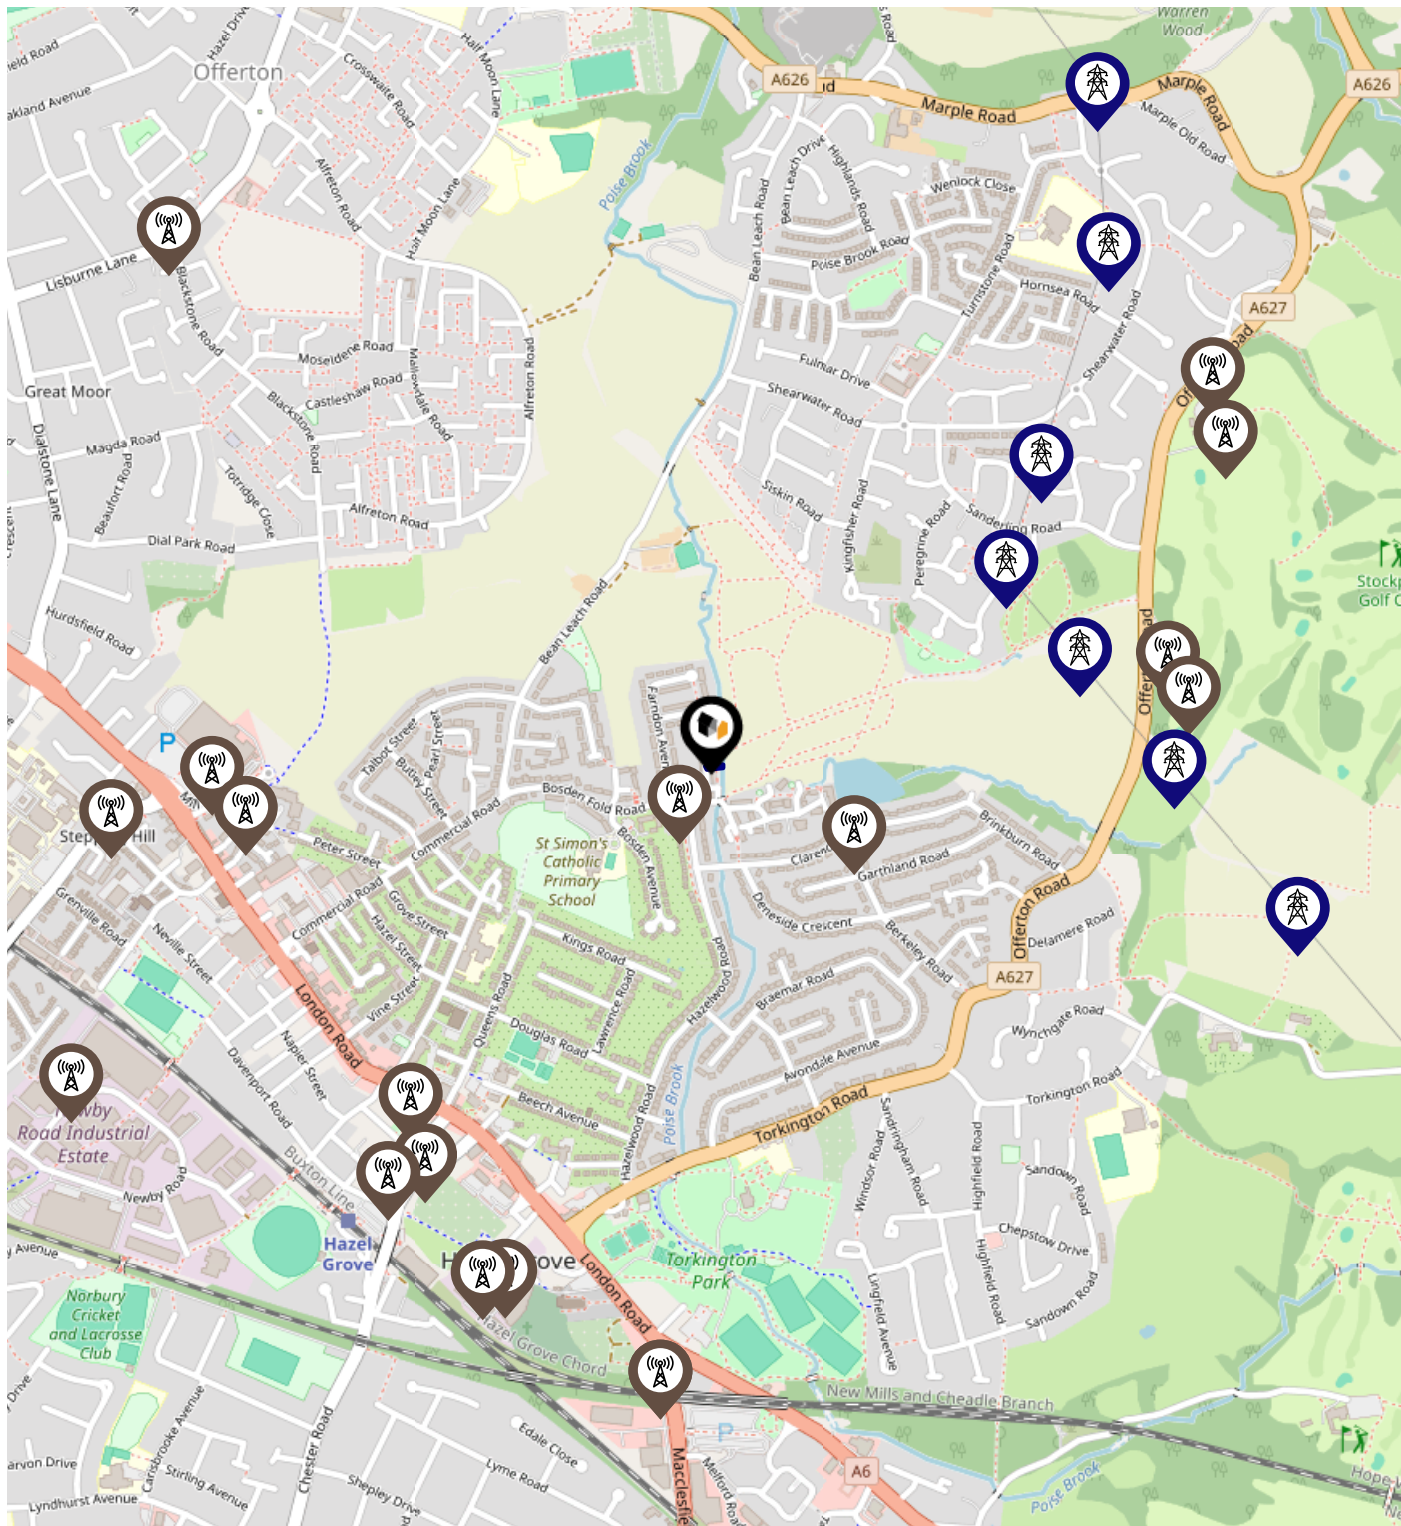 Warren
Wood
Hazel Drive
Half Moon Lane
Crosswaite Road
Offerton
A626
Marple Road
Marple Road
A626
Marple Old Road
Alfreton Road
Half Moon Lane
Poise Brook
Bean Leach Road
Bean Leach Drive
Highlands Road
Wenlock Close
Poise Brook Road
Turnstone Road
Hornsea Road
Shearwater Road
A627
Lisburne Lane
Blackstone Road
Moseldene Road
Castleshaw Road
Mallowdale Road
Alfreton Road
Great Moor
Magda Road
Dialstone Lane
Beaufort Road
Blackstone Road
Totridge Close
Alfreton Road
Dial Park Road
Fulmar Drive
Shearwater Road
Siskin Road
Kingfisher Road
Peregrine Road
Sanderling Road
Golf
Hurdsfield Road
Bean Leach Road
P
Talbot Street
Pearl Street
Commercial Road
Bosden Fold Road
Bosden Avenue
St Simon's
Catholic
Primary
School
Peter Street
Commercial Road
Grove Street
Hazel Street
Vine Street
Queens Road
Kings Road
Lawrence Road
Douglas Road
Beech Avenue
Hazelwood Road
Hazelwood Road
Poise Brook
Garthland Road
Brinkburn Road
Deneside Crescent
Berkeley Road
Braemar Road
Avondale Avenue
Offerton Road
Delamere Road
A627
Wynchgate Road
Torkington Road
Torkington Road
Hill
Grenville Road
Neville Street
London Road
Napier Street
Davenport Road
Road Industrial
Estate
Newby Road
Buxton Line
Hazel
Grove
Norbury
Cricket
and Lacrosse
Club
Hazel Grove Chord
London Road
Torkington
Park
Windsor Road
Sandringham Road
Highfield Road
Sandown Road
Chepstow Drive
Highfield Road
Lingfield Avenue
Sandown Road
New Mills and Cheadle Branch
P
A6
Poise Brook
Chester Road
Carisbrooke Avenue
Stirling Avenue
Lyndhurst Avenue
Shepley Drive
Edale Close
Lyme Road
Melford